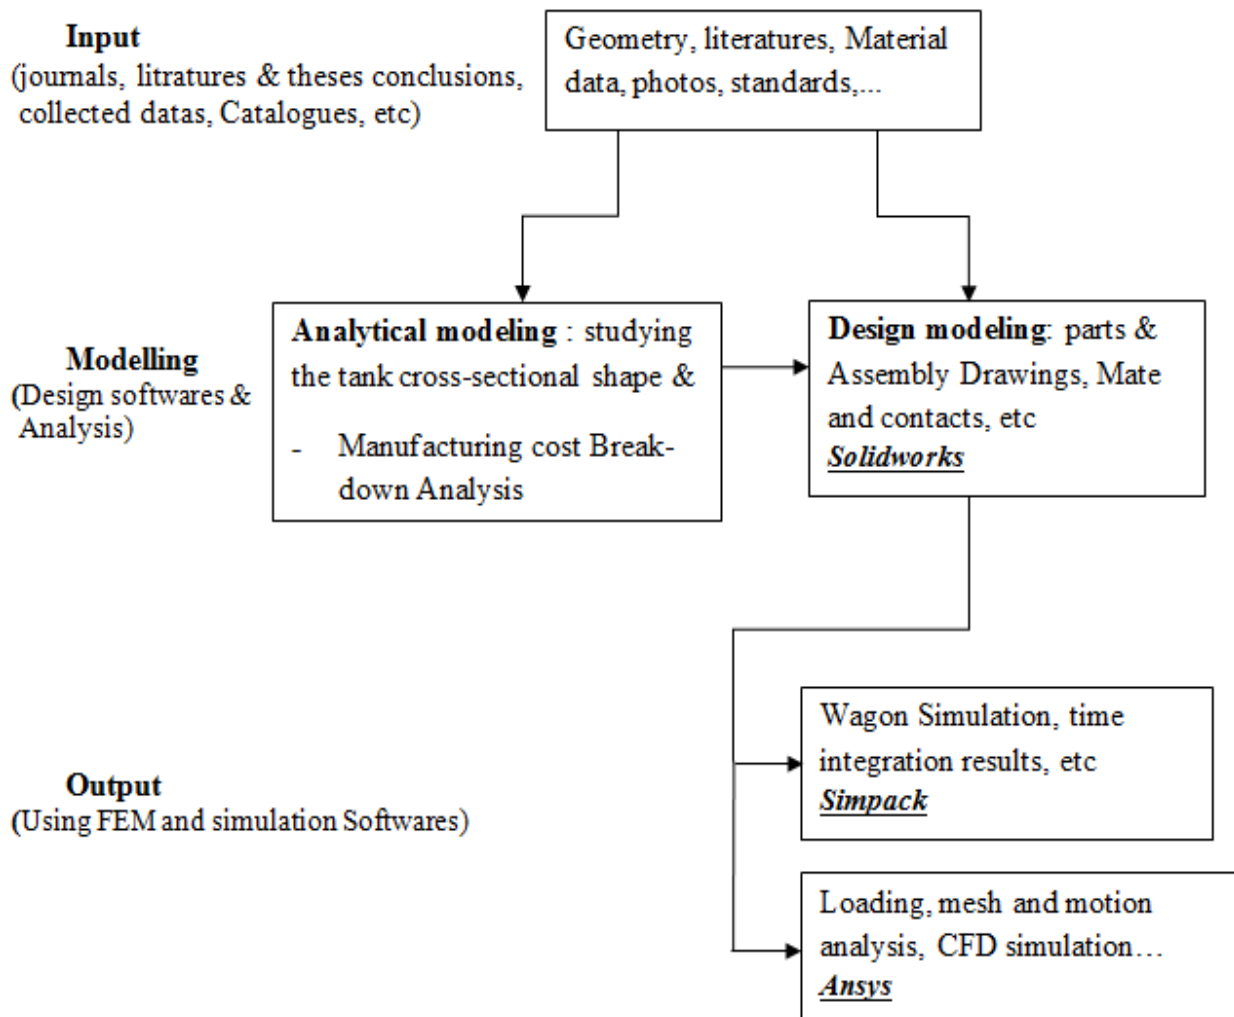 Input
(journals, litratures & theses conclusions,
collected datas, Catalogues, etc)
Geometry, literatures, Material
data, photos, standards,...
Modelling
(Design softwares &
Analysis)
Analytical modeling : studying
the tank cross-sectional shape &
- Manufacturing cost Break-
down Analysis
Design modeling: parts &
Assembly Drawings, Mate
and contacts, etc
Solidworks
Output
(Using FEM and simulation Softwares)
Wagon Simulation, time
integration results, etc
Simpack
Loading, mesh and motion
analysis, CFD simulation…
Ansys